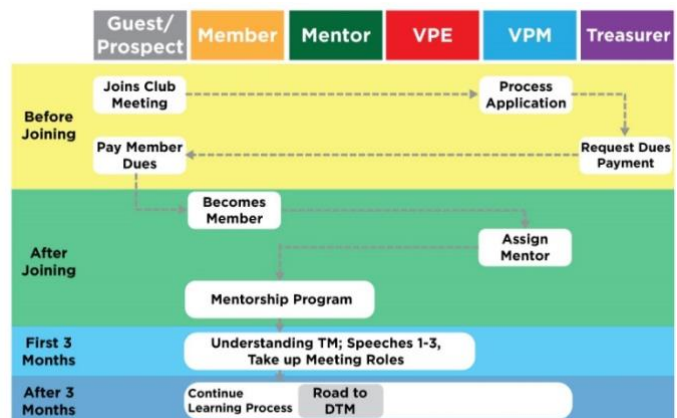 Guest/
Prospect
Member
Mentor
VPE
VPM
Treasurer
Before
Joining
Joins Club
Meeting
Process
Application
Pay Member
Dues
Request Dues
Payment
After
Joining
Becomes
Member
Assign
Mentor
Mentorship Program
First 3
Months
Understanding TM; Speeches 1-3,
Take up Meeting Roles
After 3
Months
Continue
Learning Process
Road to
DTM